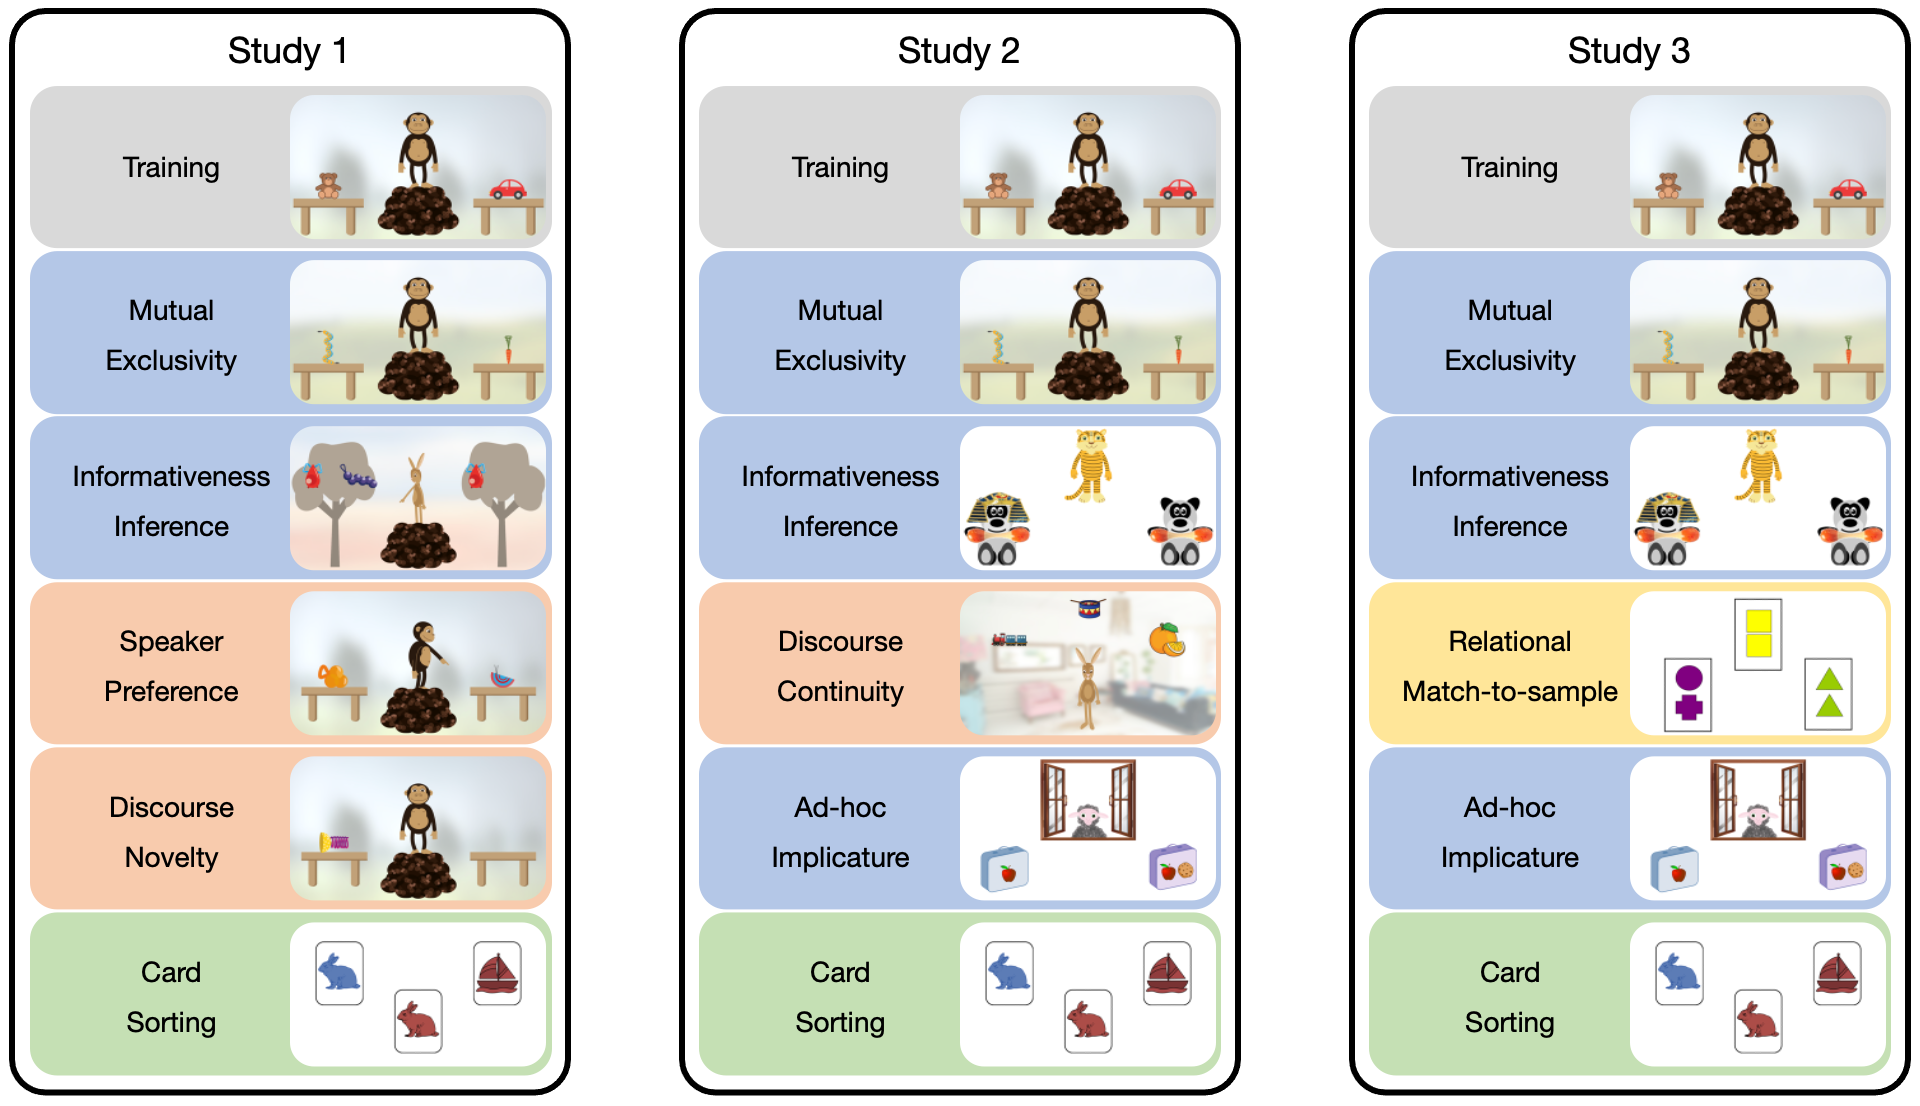 Study 1
Training
Mutual
Exclusivity
Informativeness
Inference
Speaker
Preference
Discourse
Novelty
Card
Sorting
Study 2
Training
Mutual
Exclusivity
Informativeness
Inference
Discourse
Continuity
Ad-hoc
Implicature
Card
Sorting
Study 3
Training
Mutual
Exclusivity
Informativeness
Inference
Relational
Match-to-sample
Ad-hoc
Implicature
Card
Sorting